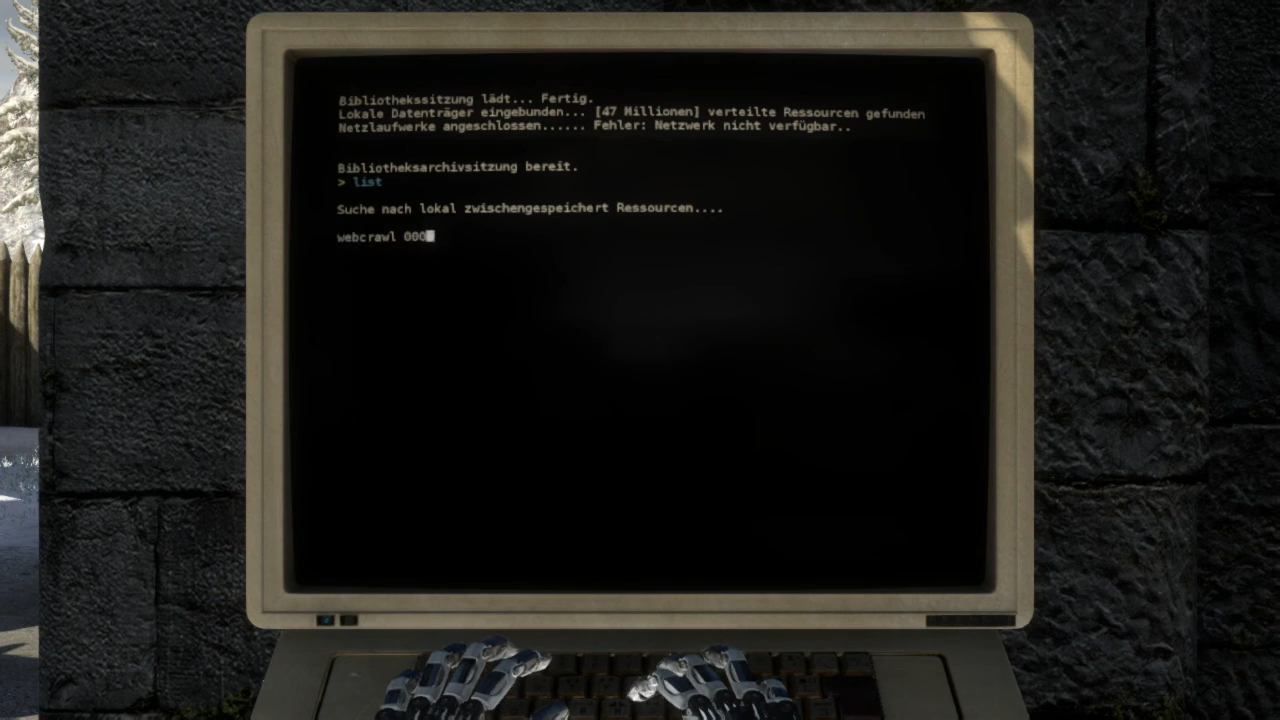 Bibliothekssitzung lädt... Fertig.
Lokale Datenträger eingebunden... [47 Millionen] verteilte Ressourcen gefunden
Netzlaufwerke angeschlossen...... Fehler: Netzwerk nicht verfügbar..
Bibliotheksarchivsitzung bereit.
> list
Suche nach lokal zwischengespeichert Ressourcen....
webcrawl 000